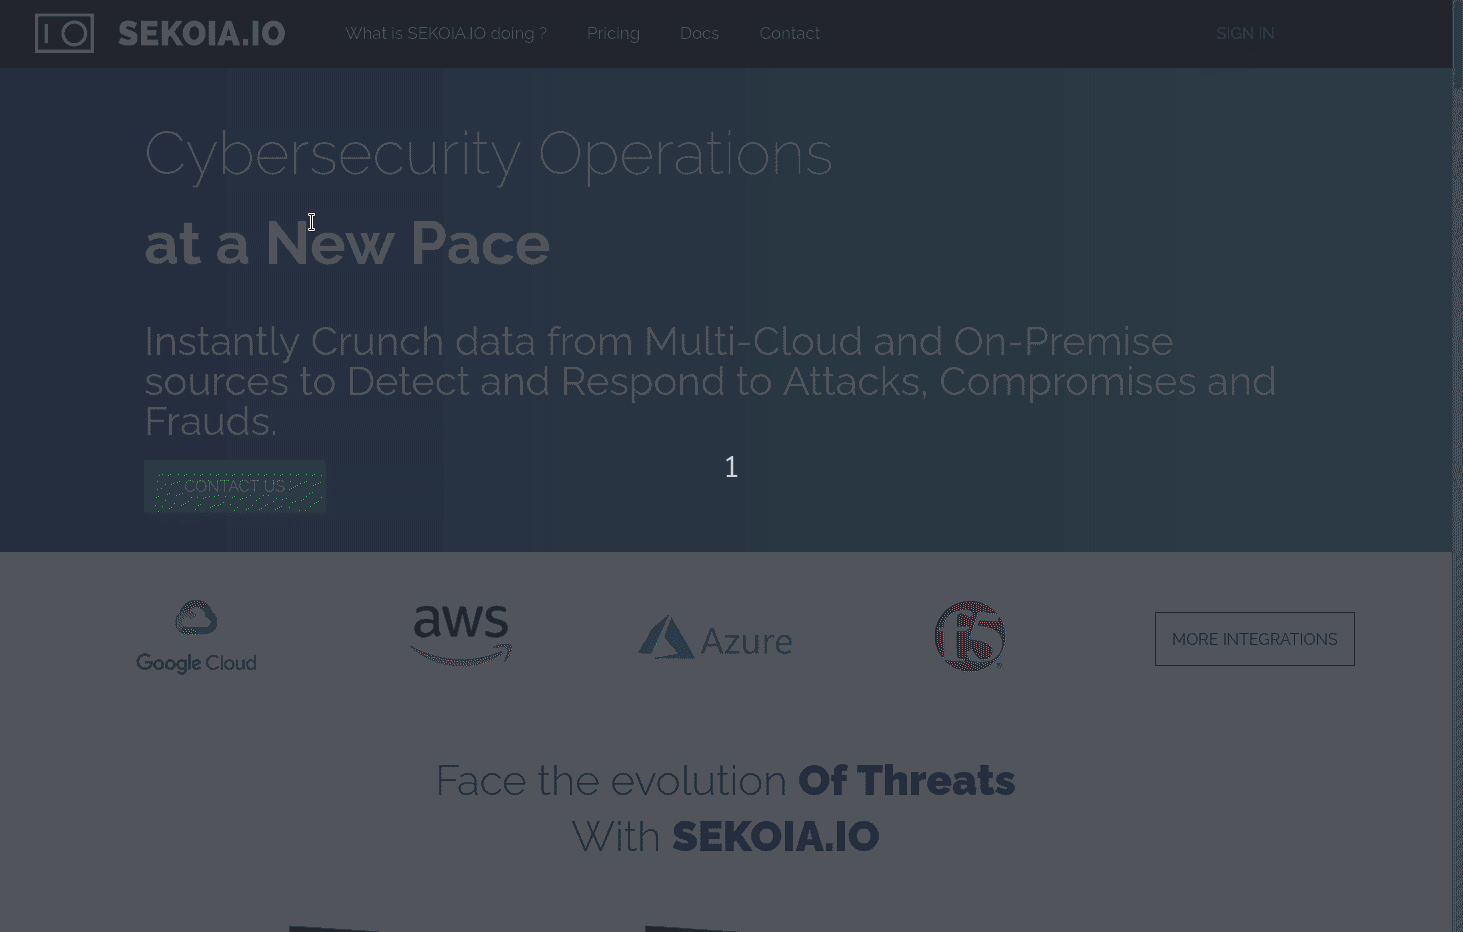 IO SEKOIA.IO What is SEKOIA.IO doing ? Pricing Docs Contact SIGN IN
Cybersecurity Operations
at a New Pace
Instantly Crunch data from Multi-Cloud and On-Premise
sources to Detect and Respond to Attacks, Compromises and
Frauds.
1
CONTACT US
Google Cloud
aws
Azure
f5
MORE INTEGRATIONS
Face the evolution Of Threats
With SEKOIA.IO